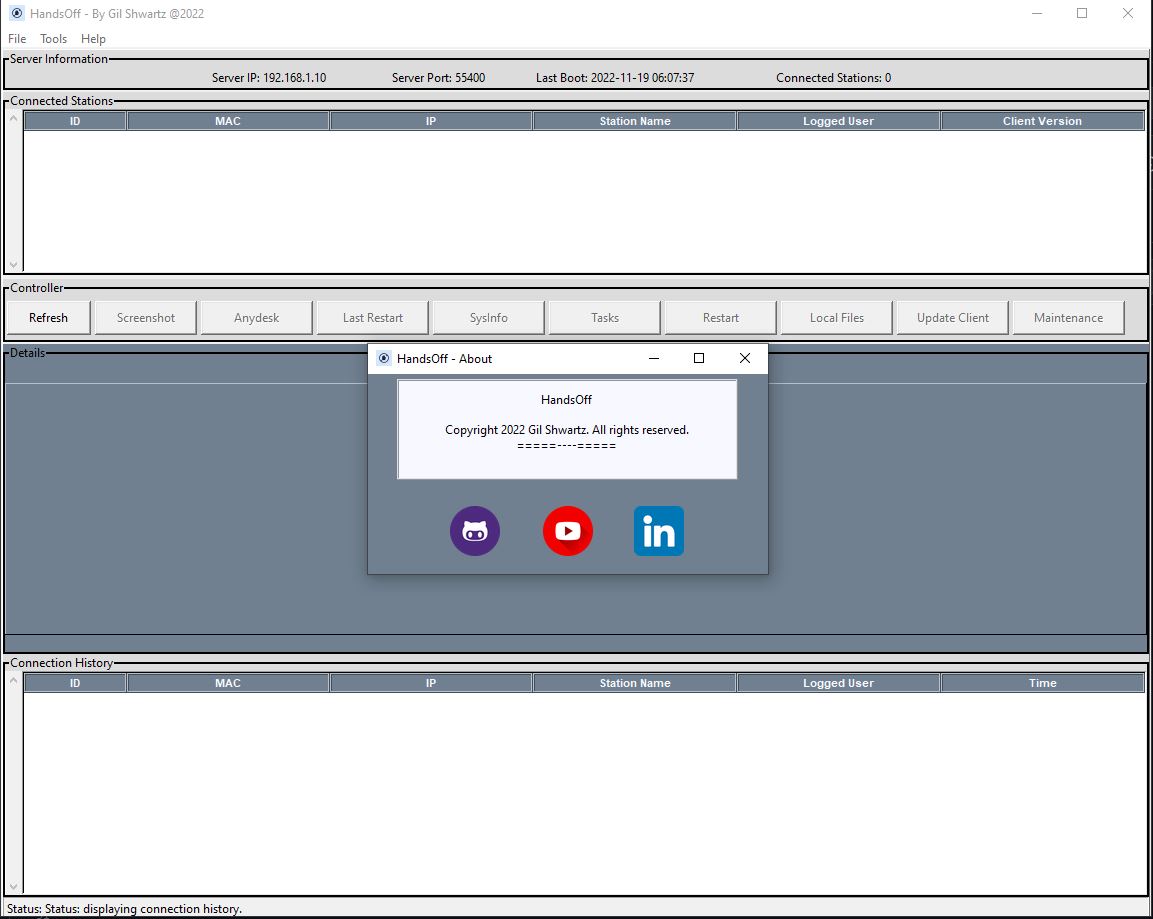 HandsOff - By Gil Shwartz @2022
File Tools Help
Server Information
Server IP: 192.168.1.10 Server Port: 55400 Last Boot: 2022-11-19 06:07:37 Connected Stations: 0
Connected Stations
ID MAC IP Station Name Logged User Client Version
Controller
Refresh Screenshot Anydesk Last Restart SysInfo Tasks Restart Local Files Update Client Maintenance
Details
HandsOff - About
HandsOff
Copyright 2022 Gil Shwartz. All rights reserved.
=====----=====
in
Connection History
ID MAC IP Station Name Logged User Time
Status: Status: displaying connection history.